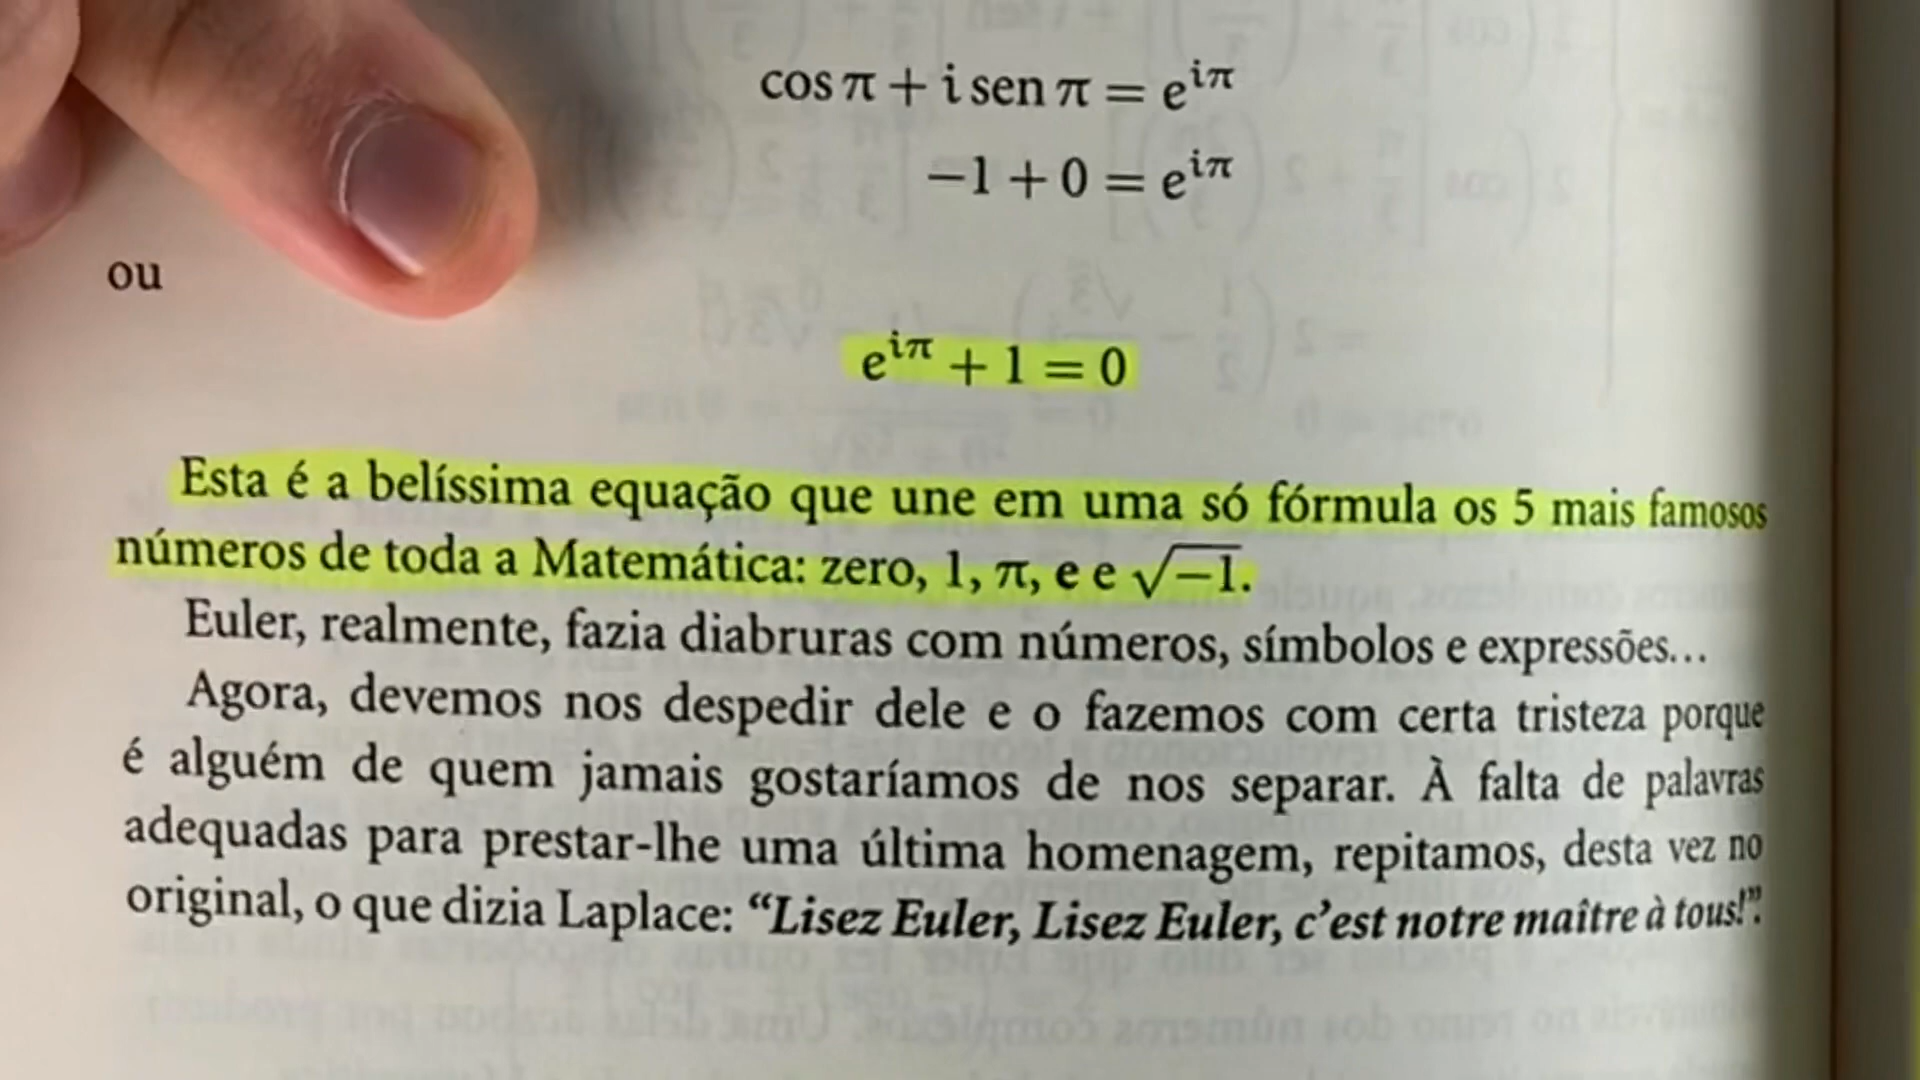 cos π + i sen π = e^{iπ}
−1 + 0 = e^{iπ}
ou
e^{iπ} + 1 = 0
Esta é a belíssima equação que une em uma só fórmula os 5 mais famosos
números de toda a Matemática: zero, 1, π, e e √−1.
Euler, realmente, fazia diabruras com números, símbolos e expressões...
Agora, devemos nos despedir dele e o fazemos com certa tristeza porque
é alguém de quem jamais gostaríamos de nos separar. À falta de palavras
adequadas para prestar-lhe uma última homenagem, repitamos, desta vez no
original, o que dizia Laplace: “Lisez Euler, Lisez Euler, c’est notre maître à tous!”.